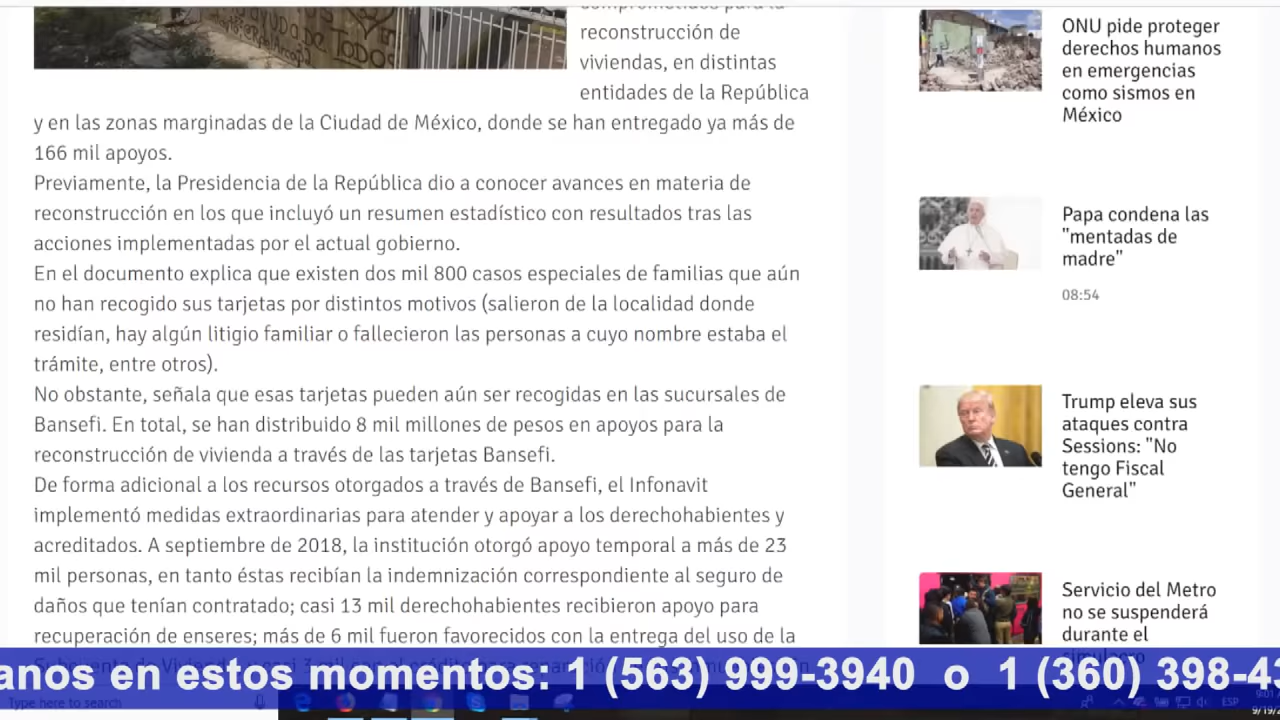 comprometidos para la
reconstrucción de
viviendas, en distintas
entidades de la República
y en las zonas marginadas de la Ciudad de México, donde se han entregado ya más de
166 mil apoyos.
Previamente, la Presidencia de la República dio a conocer avances en materia de
reconstrucción en los que incluyó un resumen estadístico con resultados tras las
acciones implementadas por el actual gobierno.
En el documento explica que existen dos mil 800 casos especiales de familias que aún
no han recogido sus tarjetas por distintos motivos (salieron de la localidad donde
residían, hay algún litigio familiar o fallecieron las personas a cuyo nombre estaba el
trámite, entre otros).
No obstante, señala que esas tarjetas pueden aún ser recogidas en las sucursales de
Bansefi. En total, se han distribuido 8 mil millones de pesos en apoyos para la
reconstrucción de vivienda a través de las tarjetas Bansefi.
De forma adicional a los recursos otorgados a través de Bansefi, el Infonavit
implementó medidas extraordinarias para atender y apoyar a los derechohabientes y
acreditados. A septiembre de 2018, la institución otorgó apoyo temporal a más de 23
mil personas, en tanto éstas recibían la indemnización correspondiente al seguro de
daños que tenían contratado; casi 13 mil derechohabientes recibieron apoyo para
recuperación de enseres; más de 6 mil fueron favorecidos con la entrega del uso de la
ONU pide proteger
derechos humanos
en emergencias
como sismos en
México
Papa condena las
"mentadas de
madre"
08:54
Trump eleva sus
ataques contra
Sessions: "No
tengo Fiscal
General"
Servicio del Metro
no se suspenderá
durante el
simulacro
anos en estos momentos: 1 (563) 999-3940 o 1 (360) 398-43
Type here to search
ESP